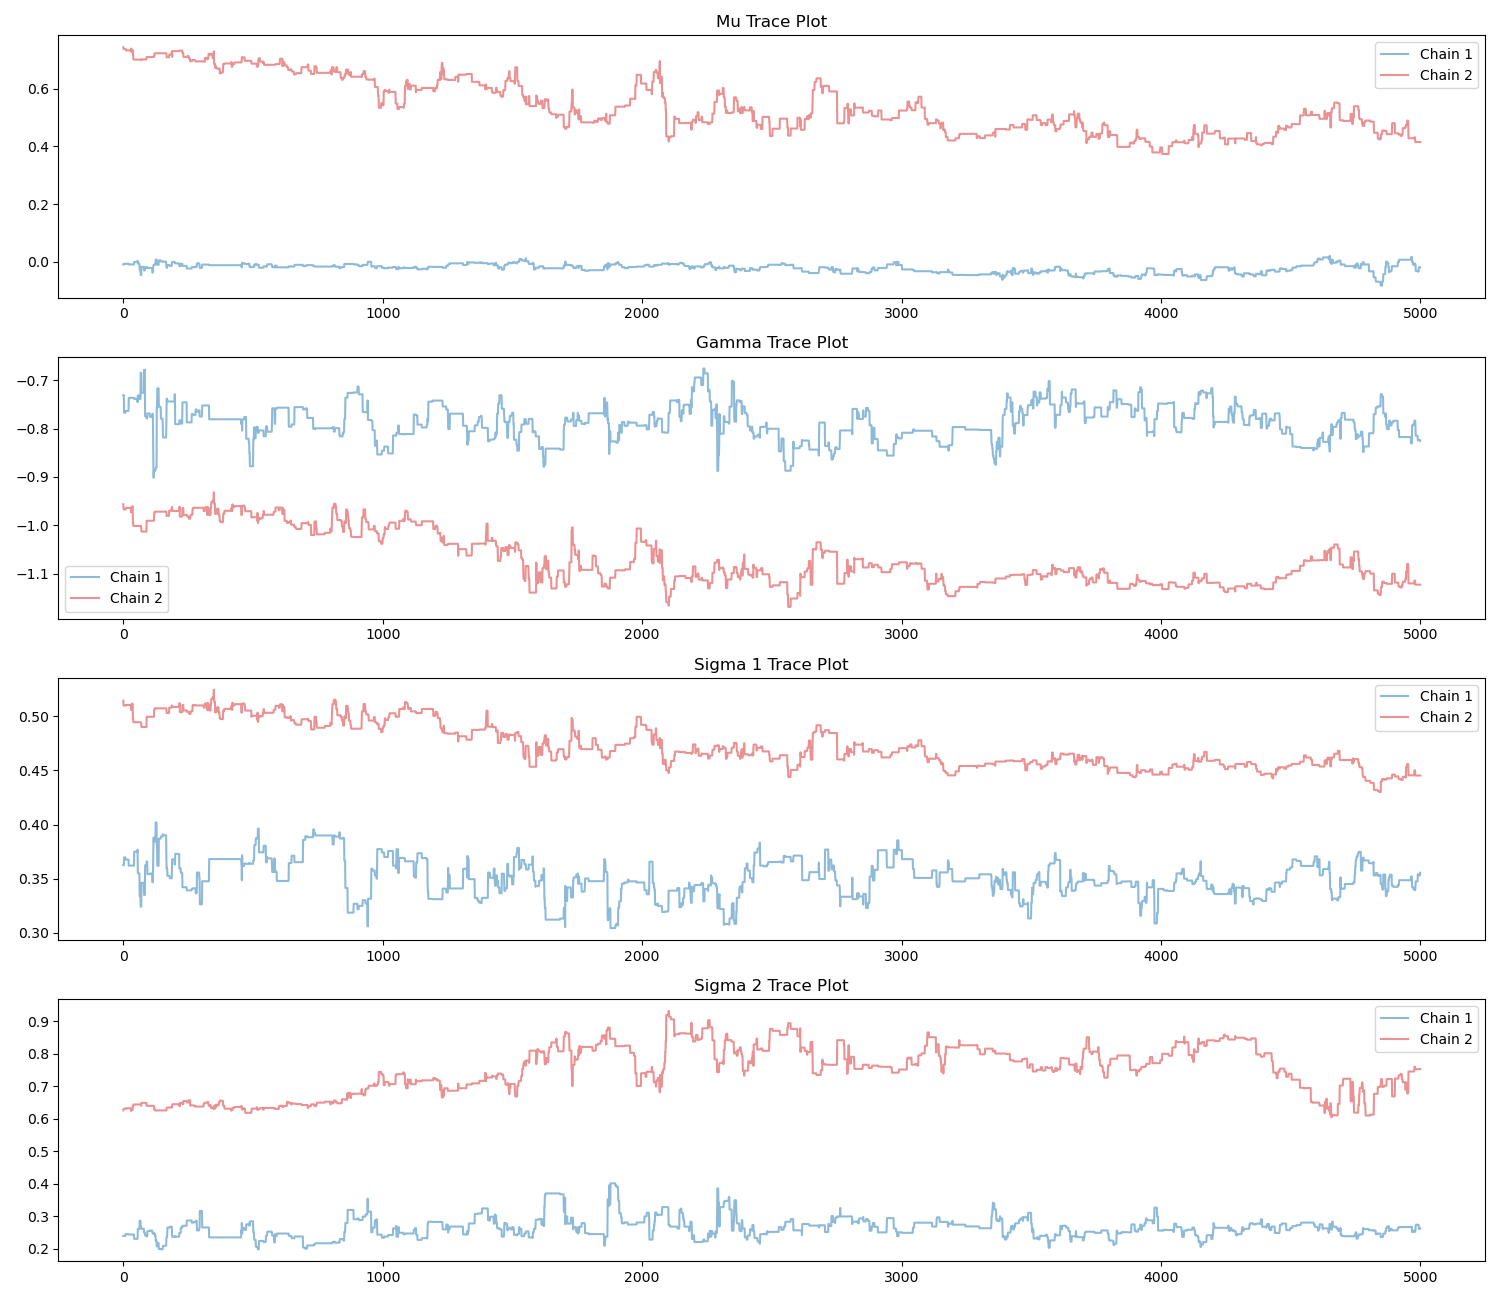 Mu Trace Plot
Chain 1
Chain 2
0.6
0.4
0.2
0.0
0 1000 2000 3000 4000 5000
Gamma Trace Plot
−0.7
−0.8
−0.9
−1.0
−1.1
Chain 1
Chain 2
0 1000 2000 3000 4000 5000
Sigma 1 Trace Plot
Chain 1
Chain 2
0.50
0.45
0.40
0.35
0.30
0 1000 2000 3000 4000 5000
Sigma 2 Trace Plot
Chain 1
Chain 2
0.9
0.8
0.7
0.6
0.5
0.4
0.3
0.2
0 1000 2000 3000 4000 5000